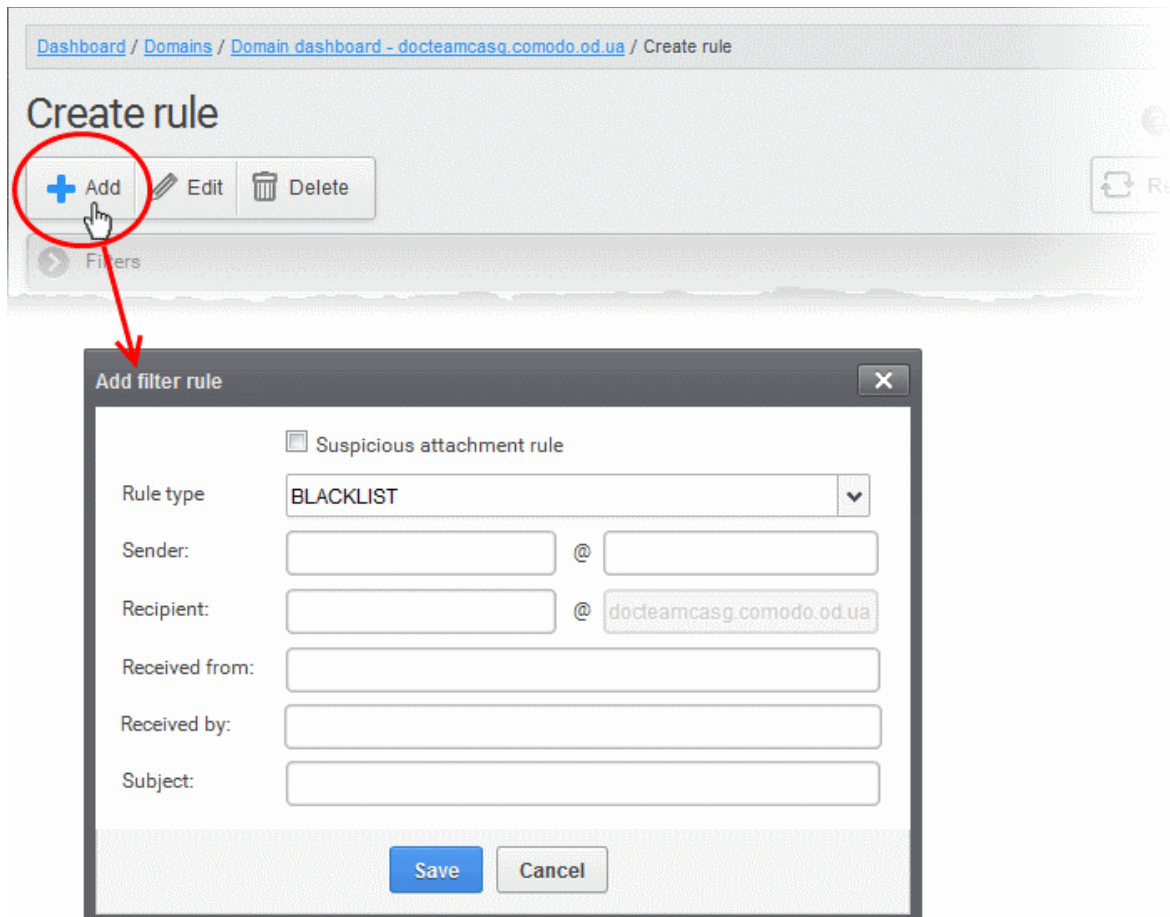 Dashboard / Domains / Domain dashboard - docteamcasg.comodo.od.ua / Create rule
Create rule
Add Edit Delete
Filters
Add filter rule
Suspicious attachment rule
Rule type BLACKLIST
Sender: @
Recipient: @ docteamcasg.comodo.od.ua
Received from:
Received by:
Subject:
Save Cancel